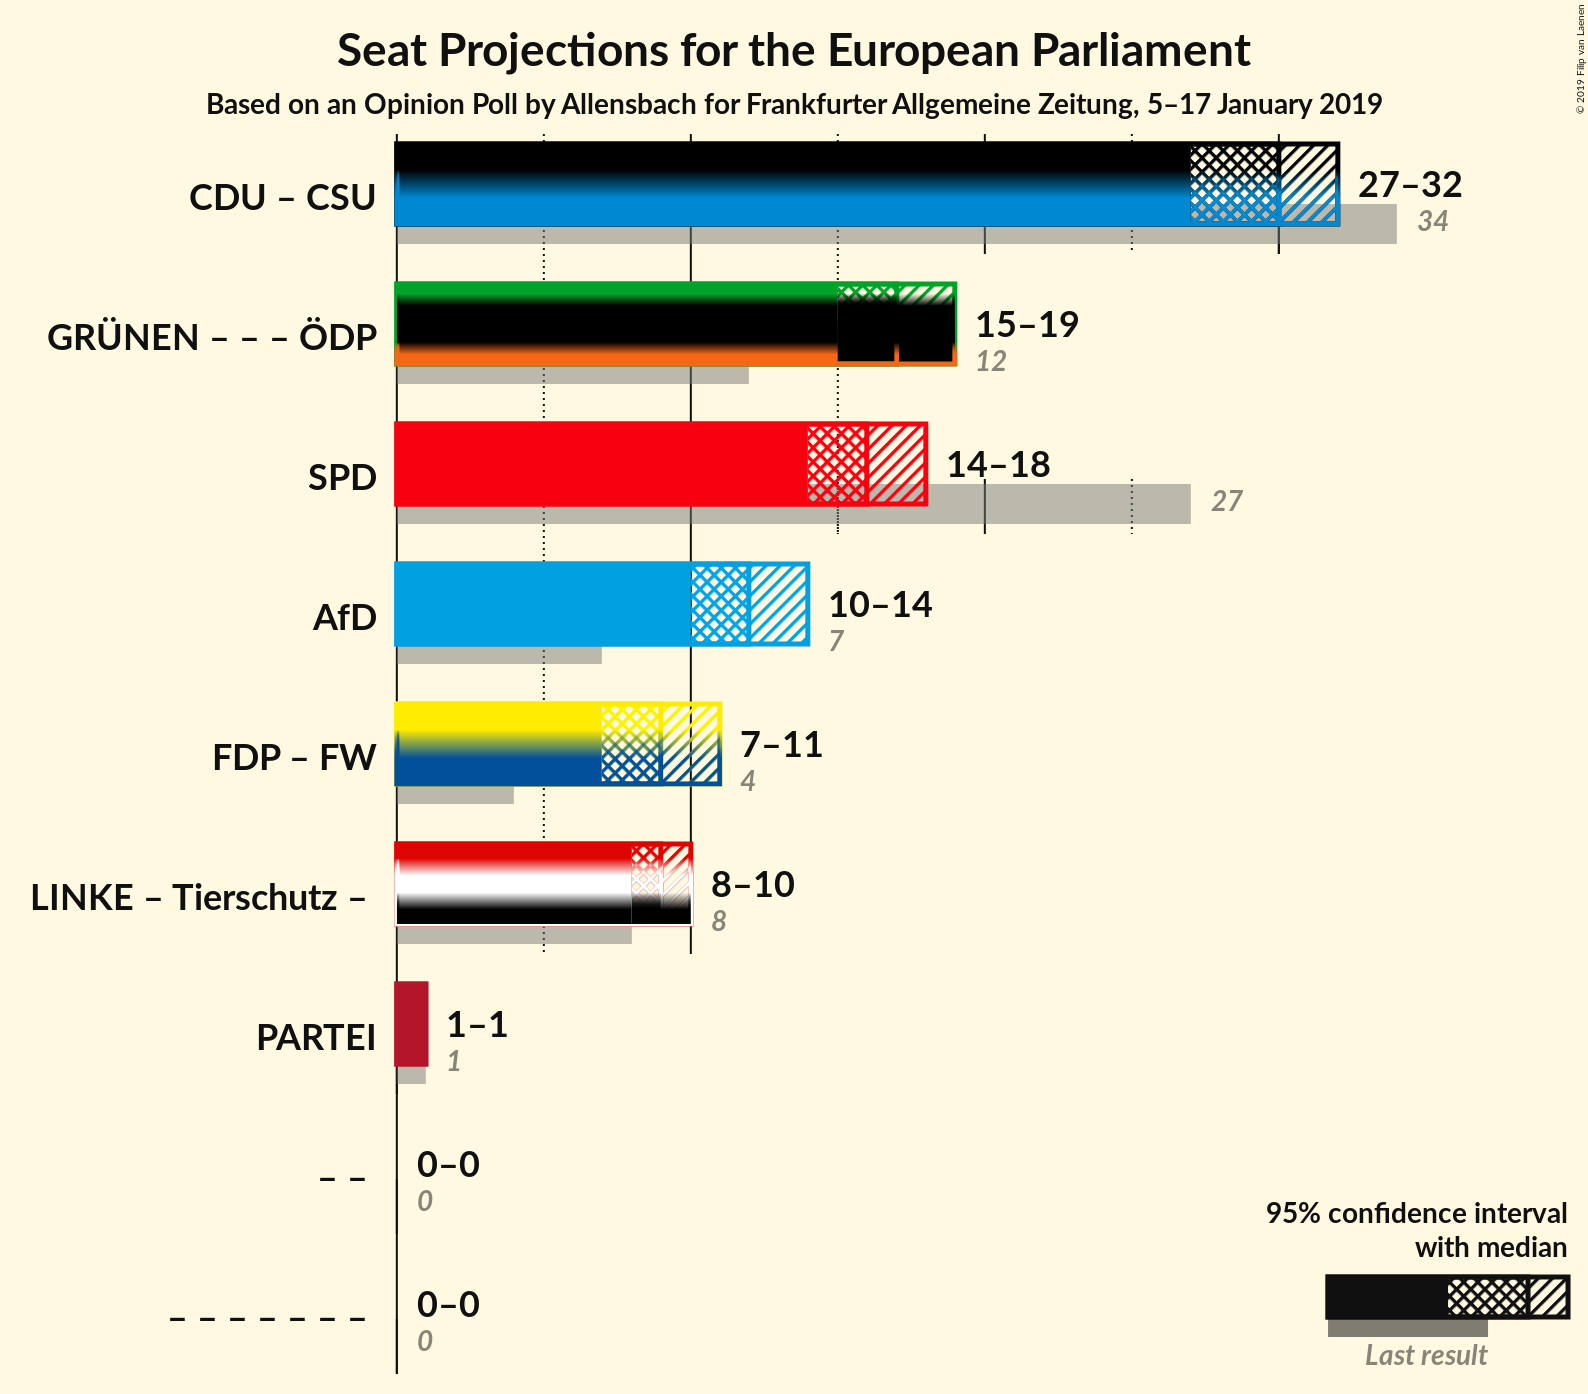 Seat Projections for the European Parliament
Based on an Opinion Poll by Allensbach for Frankfurter Allgemeine Zeitung, 5–17 January 2019
© 2019 Filip van Laenen
CDU – CSU
27–32
34
GRÜNEN – – – ÖDP
15–19
12
SPD
14–18
27
AfD
10–14
7
FDP – FW
7–11
4
LINKE – Tierschutz –
8–10
8
PARTEI
1–1
1
– –
0–0
0
– – – – – – –
0–0
0
95% confidence interval
with median
Last result